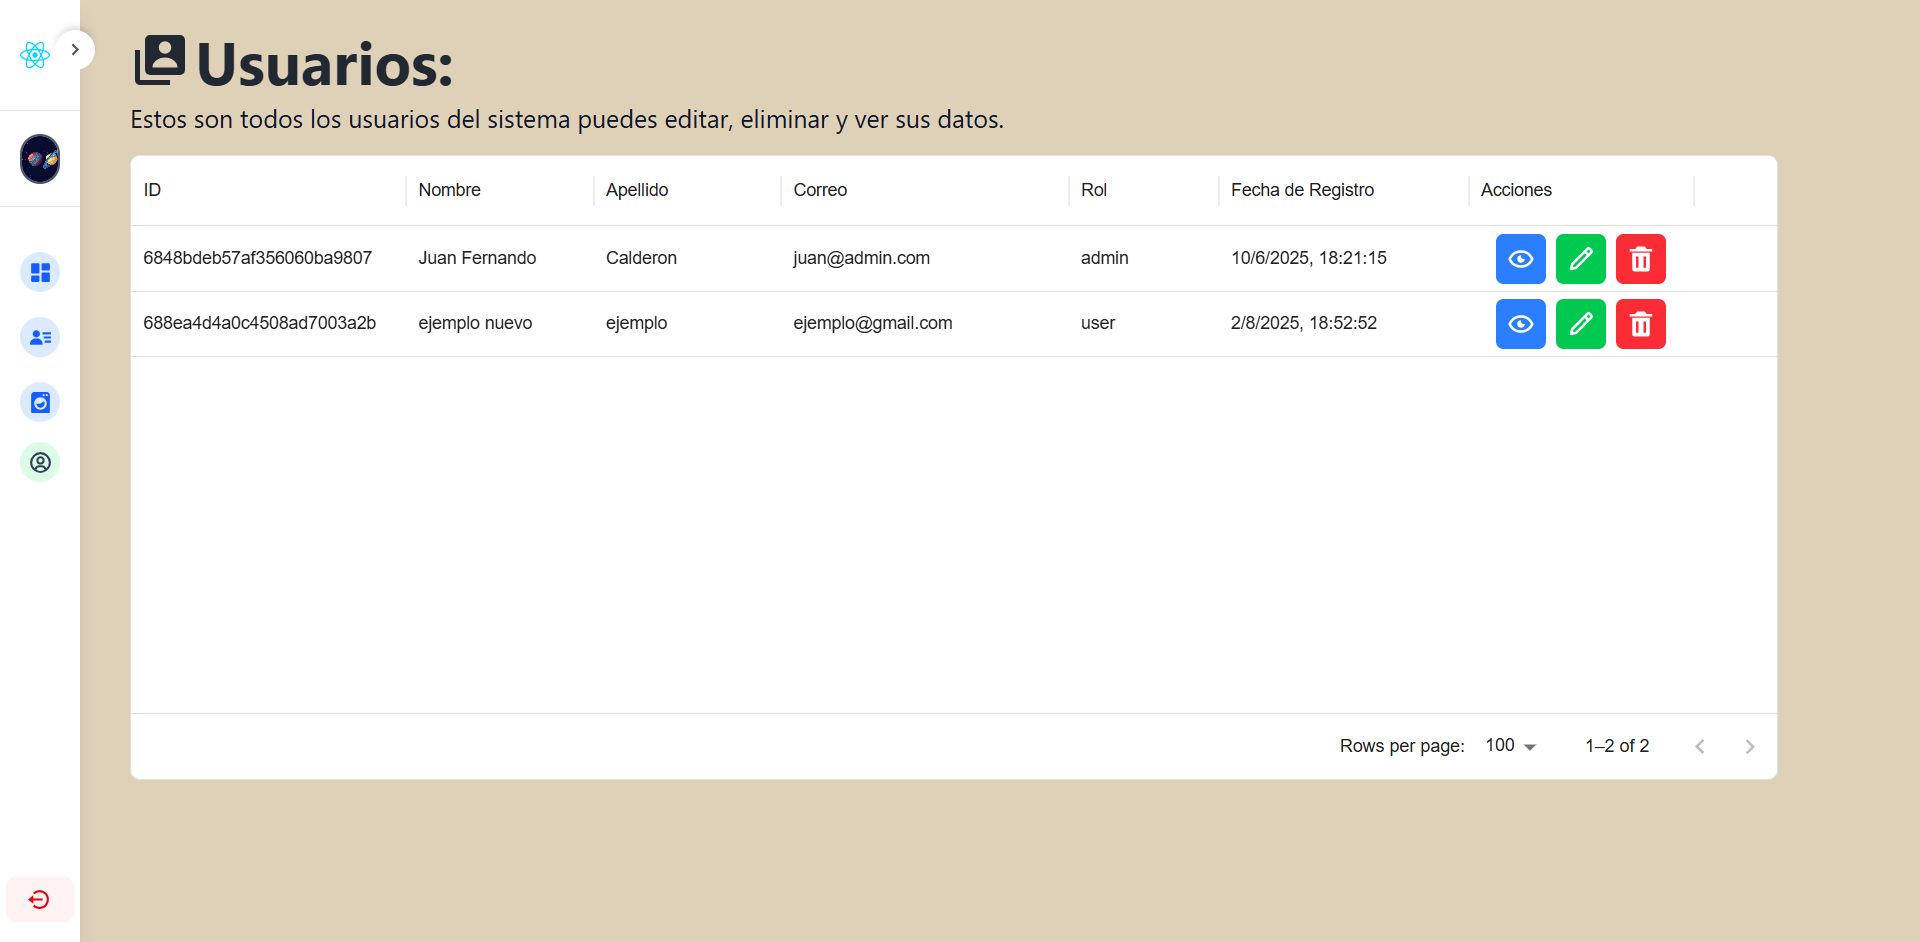 Usuarios:
Estos son todos los usuarios del sistema puedes editar, eliminar y ver sus datos.
ID Nombre Apellido Correo Rol Fecha de Registro Acciones
6848bdeb57af356060ba9807 Juan Fernando Calderon juan@admin.com admin 10/6/2025, 18:21:15
688ea4d4a0c4508ad7003a2b ejemplo nuevo ejemplo ejemplo@gmail.com user 2/8/2025, 18:52:52
Rows per page: 100 1–2 of 2